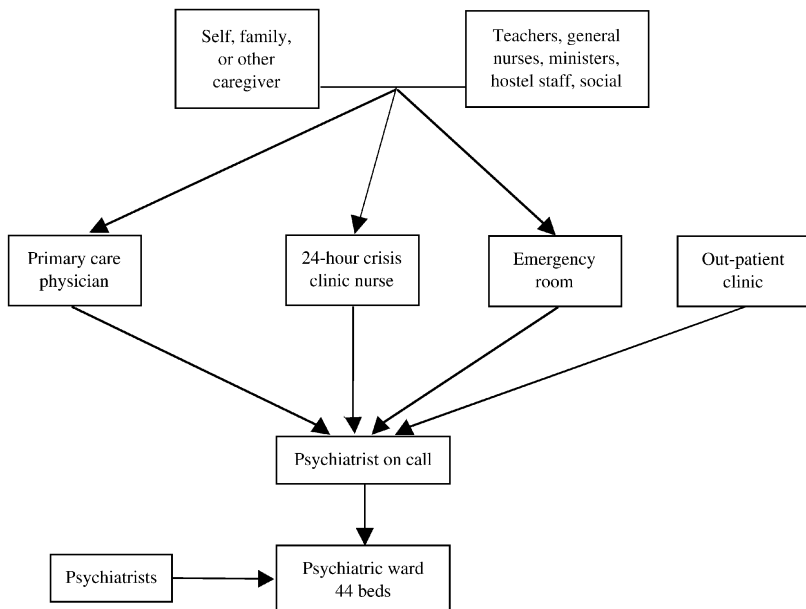 Self, family,
or other
caregiver
Teachers, general
nurses, ministers,
hostel staff, social
Primary care
physician
24-hour crisis
clinic nurse
Emergency
room
Out-patient
clinic
Psychiatrist on call
Psychiatrists
Psychiatric ward
44 beds